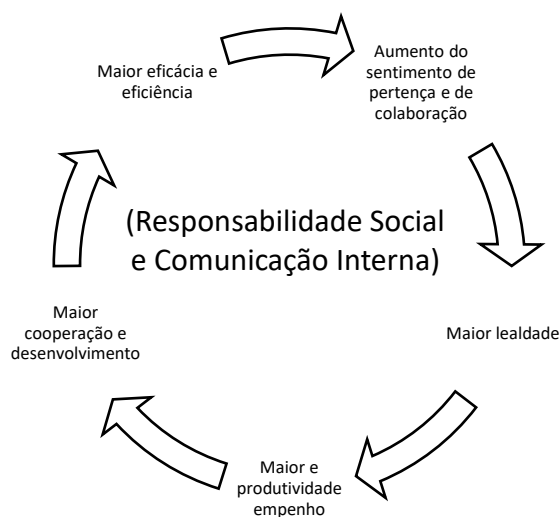 Maior eficácia e
eficiência
Aumento do
sentimento de
pertença e de
colaboração
(Responsabilidade Social
e Comunicação Interna)
Maior
cooperação e
desenvolvimento
Maior lealdade
Maior e
produtividade
empenho